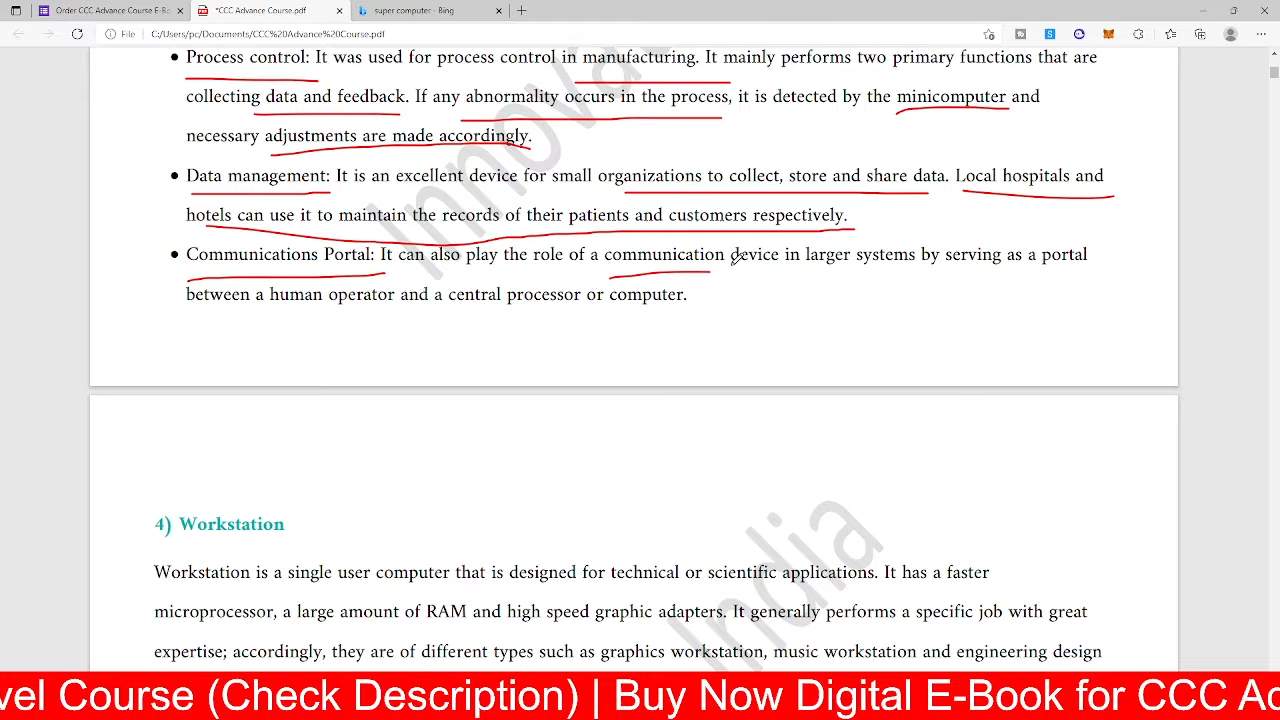 Order CCC Advance Course E-B
*CCC Advance Course.pdf
super computer - Bing
File
C:/Users/pc/Documents/CCC%20Advance%20Course.pdf
• Process control: It was used for process control in manufacturing. It mainly performs two primary functions that are
collecting data and feedback. If any abnormality occurs in the process, it is detected by the minicomputer and
necessary adjustments are made accordingly.
• Data management: It is an excellent device for small organizations to collect, store and share data. Local hospitals and
hotels can use it to maintain the records of their patients and customers respectively.
• Communications Portal: It can also play the role of a communication device in larger systems by serving as a portal
between a human operator and a central processor or computer.
4) Workstation
Workstation is a single user computer that is designed for technical or scientific applications. It has a faster
microprocessor, a large amount of RAM and high speed graphic adapters. It generally performs a specific job with great
expertise; accordingly, they are of different types such as graphics workstation, music workstation and engineering design
India
vel Course (Check Description) | Buy Now Digital E-Book for CCC Ad